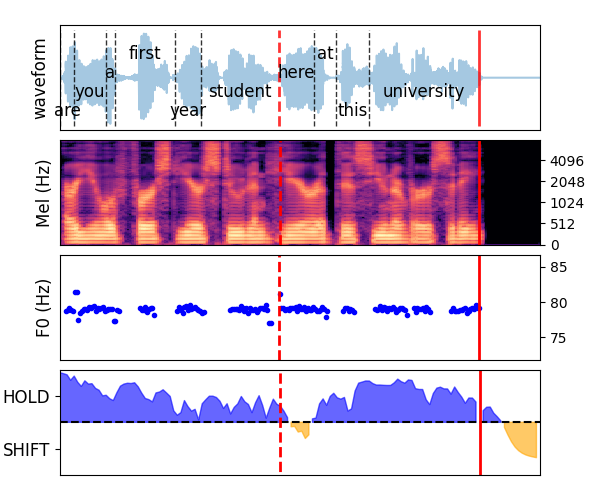 waveform
are
you
a
first
year
student
here
at
this
university
Mel (Hz)
4096
2048
1024
512
0
F0 (Hz)
85
80
75
HOLD
SHIFT